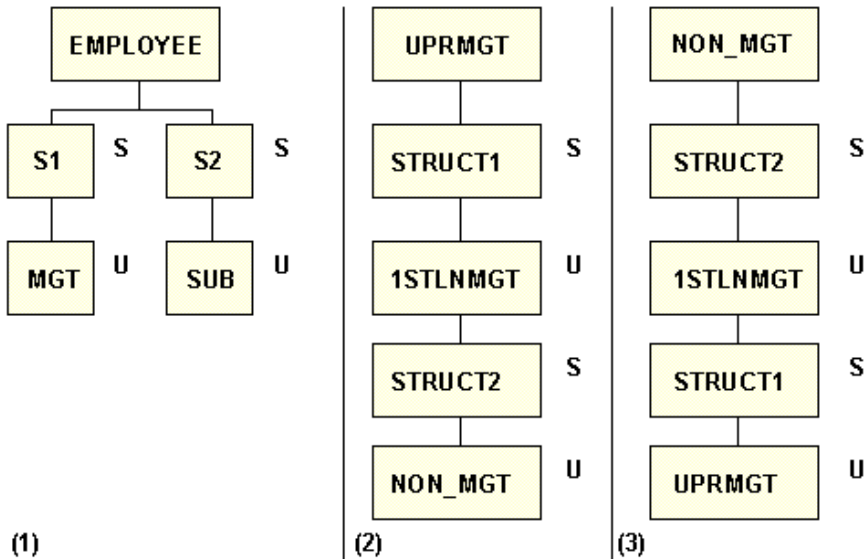 EMPLOYEE
S1 S S2 S
MGT U SUB U
(1)
UPRMGT
STRUCT1 S
1STLNMGT U
STRUCT2 S
NON_MGT U
(2)
NON_MGT
STRUCT2 S
1STLNMGT U
STRUCT1 S
UPRMGT U
(3)